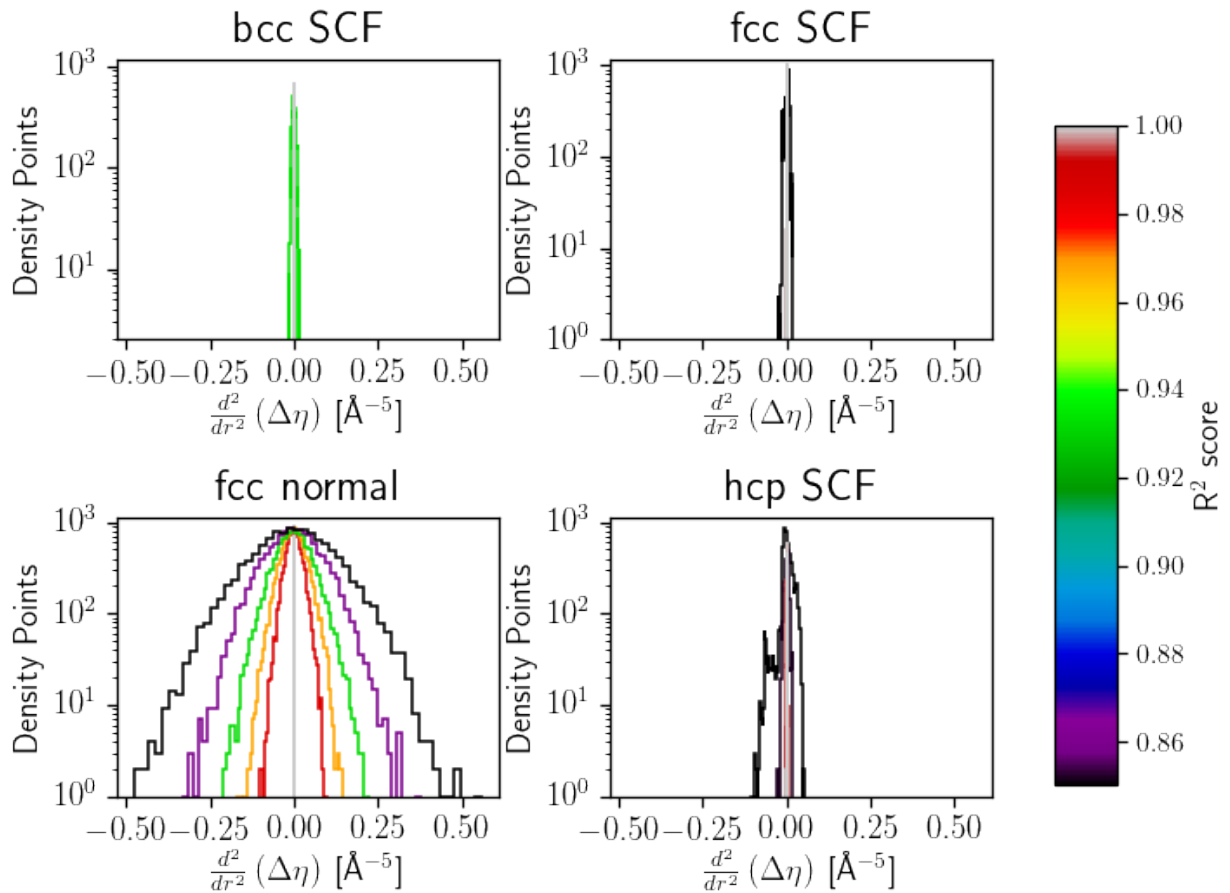 bcc SCF
fcc SCF
Density Points
10³
10²
10¹
−0.50 −0.25 0.00 0.25 0.50
d²/dr² (Δη) [Å⁻⁵]
Density Points
10³
10²
10¹
10⁰
−0.50 −0.25 0.00 0.25 0.50
d²/dr² (Δη) [Å⁻⁵]
fcc normal
hcp SCF
Density Points
10³
10²
10¹
10⁰
−0.50 −0.25 0.00 0.25 0.50
d²/dr² (Δη) [Å⁻⁵]
Density Points
10³
10²
10¹
10⁰
−0.50 −0.25 0.00 0.25 0.50
d²/dr² (Δη) [Å⁻⁵]
1.00
0.98
0.96
0.94
0.92
0.90
0.88
0.86
R² score